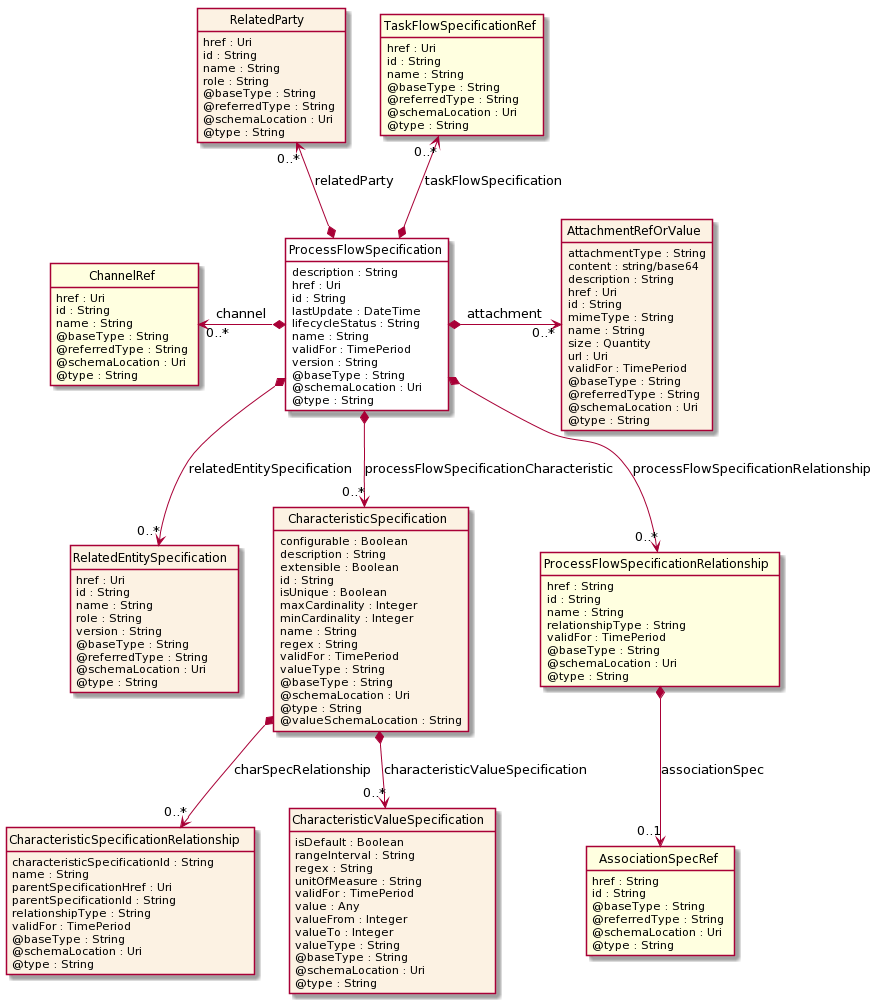 RelatedParty
href : Uri
id : String
name : String
role : String
@baseType : String
@referredType : String
@schemaLocation : Uri
@type : String
TaskFlowSpecificationRef
href : Uri
id : String
name : String
@baseType : String
@referredType : String
@schemaLocation : Uri
@type : String
0..*
0..*
relatedParty
taskFlowSpecification
ChannelRef
href : Uri
id : String
name : String
@baseType : String
@referredType : String
@schemaLocation : Uri
@type : String
channel
0..*
ProcessFlowSpecification
description : String
href : Uri
id : String
lastUpdate : DateTime
lifecycleStatus : String
name : String
validFor : TimePeriod
version : String
@baseType : String
@schemaLocation : Uri
@type : String
attachment
0..*
AttachmentRefOrValue
attachmentType : String
content : string/base64
description : String
href : Uri
id : String
mimeType : String
name : String
size : Quantity
url : Uri
validFor : TimePeriod
@baseType : String
@referredType : String
@schemaLocation : Uri
@type : String
relatedEntitySpecification
processFlowSpecificationCharacteristic
processFlowSpecificationRelationship
0..*
0..*
0..*
RelatedEntitySpecification
href : Uri
id : String
name : String
role : String
version : String
@baseType : String
@referredType : String
@schemaLocation : Uri
@type : String
CharacteristicSpecification
configurable : Boolean
description : String
extensible : Boolean
id : String
isUnique : Boolean
maxCardinality : Integer
minCardinality : Integer
name : String
regex : String
validFor : TimePeriod
valueType : String
@baseType : String
@schemaLocation : Uri
@type : String
@valueSchemaLocation : String
ProcessFlowSpecificationRelationship
href : String
id : String
name : String
relationshipType : String
validFor : TimePeriod
@baseType : String
@schemaLocation : Uri
@type : String
charSpecRelationship
characteristicValueSpecification
associationSpec
0..*
0..*
0..1
CharacteristicSpecificationRelationship
characteristicSpecificationId : String
name : String
parentSpecificationHref : Uri
parentSpecificationId : String
relationshipType : String
validFor : TimePeriod
@baseType : String
@schemaLocation : Uri
@type : String
CharacteristicValueSpecification
isDefault : Boolean
rangeInterval : String
regex : String
unitOfMeasure : String
validFor : TimePeriod
value : Any
valueFrom : Integer
valueTo : Integer
valueType : String
@baseType : String
@schemaLocation : Uri
@type : String
AssociationSpecRef
href : String
id : String
@baseType : String
@referredType : String
@schemaLocation : Uri
@type : String